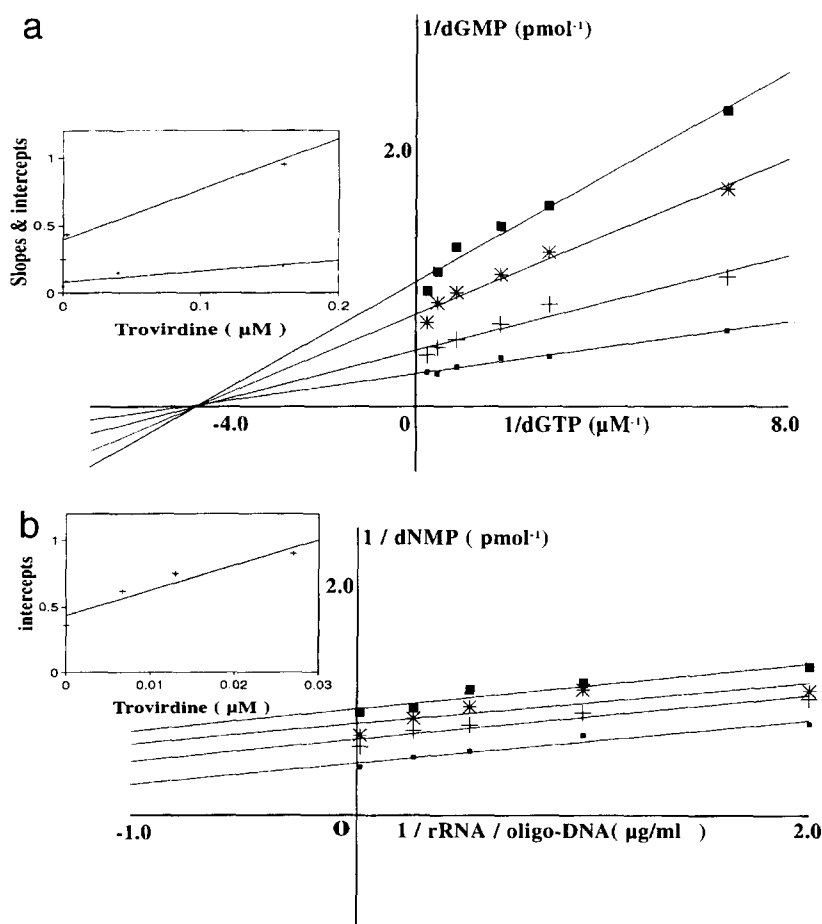 a
1/dGMP (pmol⁻¹)
2.0
Slopes & intercepts
1
0.5
0
0 0.1 0.2
Trovirdine ( µM )
-4.0 0 1/dGTP (µM⁻¹) 8.0
b
1 / dNMP ( pmol⁻¹)
2.0
intercepts
1
0.5
0
0 0.01 0.02 0.03
Trovirdine ( µM )
-1.0 O 1 / rRNA / oligo-DNA( µg/ml ) 2.0